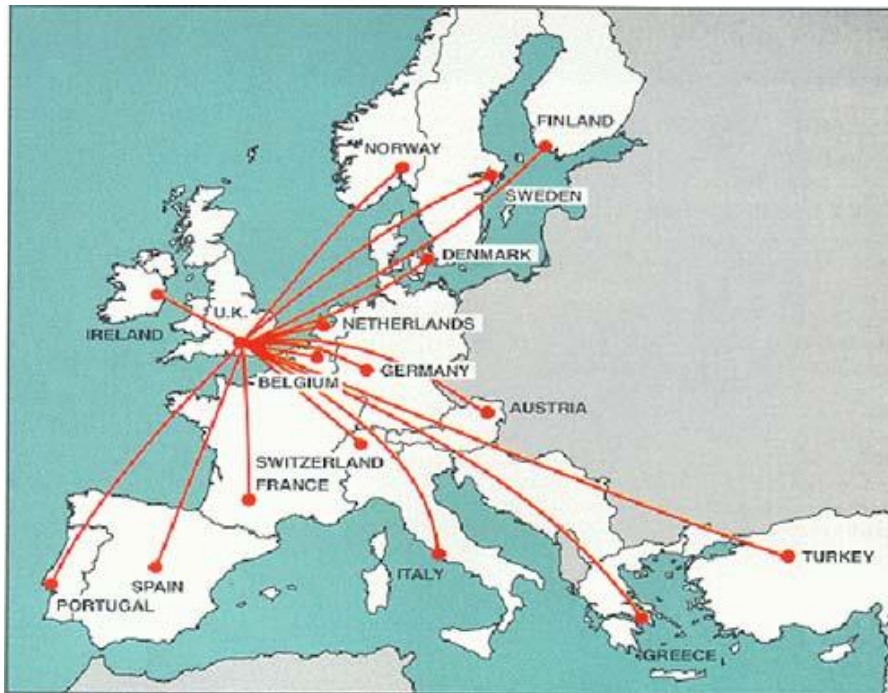 FINLAND
NORWAY
SWEDEN
DENMARK
U.K.
NETHERLANDS
IRELAND
GERMANY
BELGIUM
AUSTRIA
SWITZERLAND
FRANCE
TURKEY
ITALY
SPAIN
PORTUGAL
GREECE